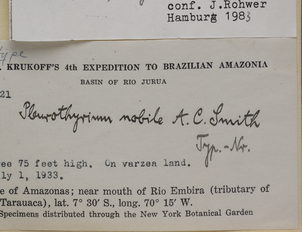 conf. J.Rohwer
Hamburg 1983
type
KRUKOFF'S 4th EXPEDITION TO BRAZILIAN AMAZONIA
BASIN OF RIO JURUA
21
Pleurothyrium nobile A. C. Smith
Typ.-Nr.
ee 75 feet high. On varzea land.
ly 1, 1933.
e of Amazonas; near mouth of Rio Embira (tributary of
Tarauaca), lat. 7° 30' S., long. 70° 15' W.
Specimens distributed through the New York Botanical Garden